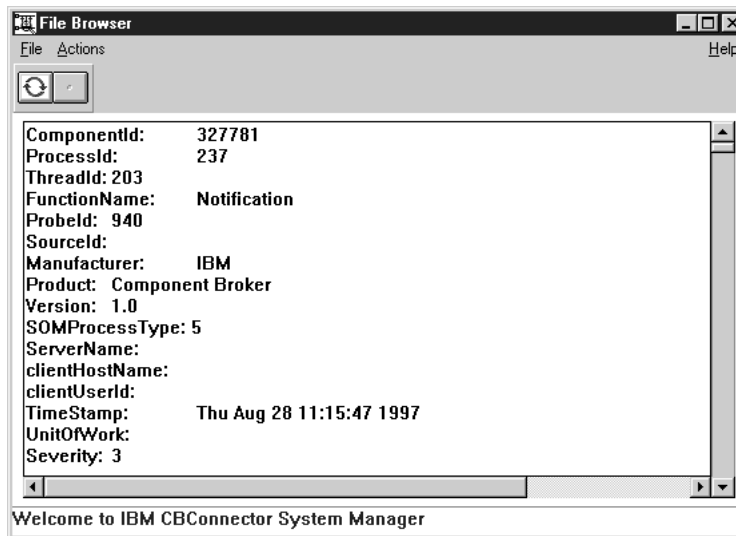 File Browser
File Actions Help
ComponentId: 327781
ProcessId: 237
ThreadId: 203
FunctionName: Notification
ProbeId: 940
SourceId:
Manufacturer: IBM
Product: Component Broker
Version: 1.0
SOMProcessType: 5
ServerName:
clientHostName:
clientUserId:
TimeStamp: Thu Aug 28 11:15:47 1997
UnitOfWork:
Severity: 3
Welcome to IBM CBConnector System Manager